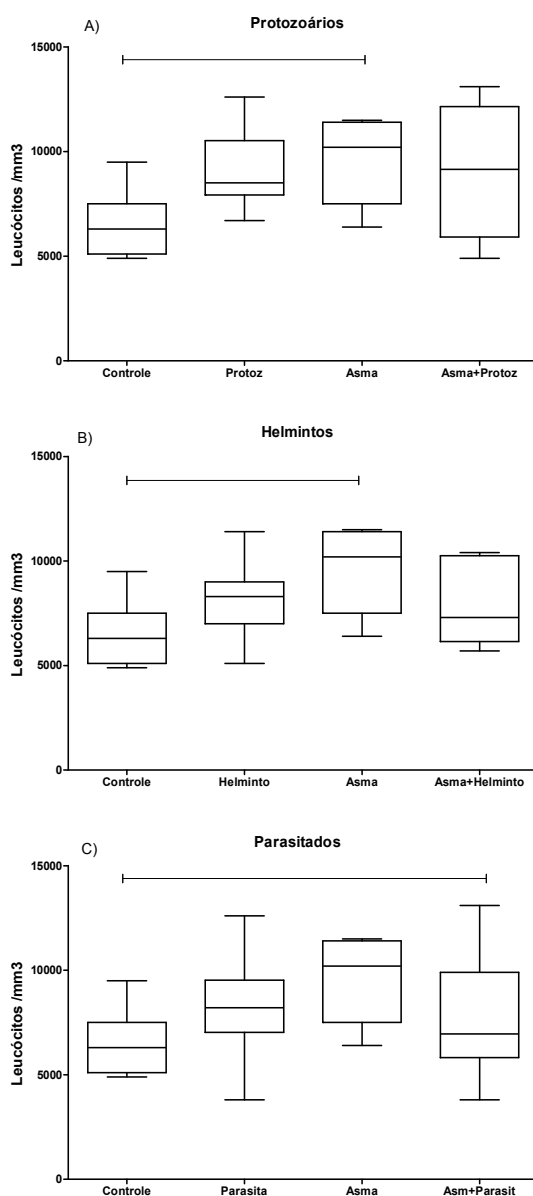 A)
Protozoários
15000
10000
5000
0
Leucócitos /mm3
Controle Protoz Asma Asma+Protoz
B)
Helmintos
15000
10000
5000
0
Leucócitos /mm3
Controle Helminto Asma Asma+Helminto
C)
Parasitados
15000
10000
5000
0
Leucócitos /mm3
Controle Parasita Asma Asm+Parasit